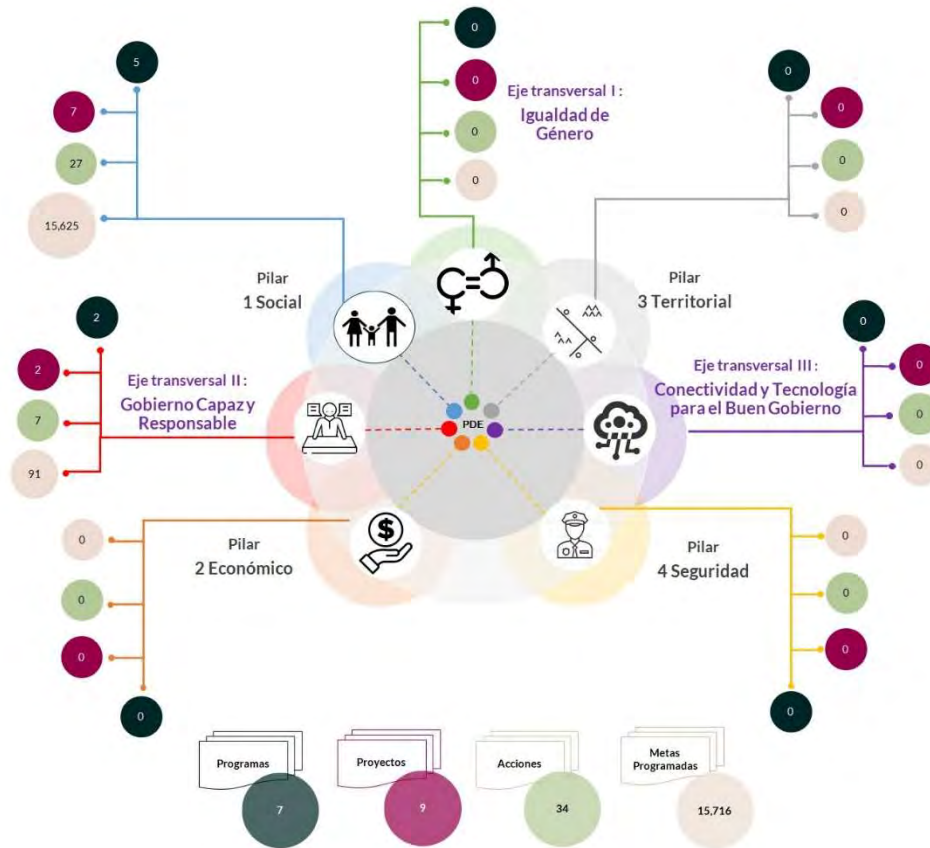 5
7
27
15,625
0
0
0
0
Eje transversal I :
Igualdad de
Género
0
0
0
0
Pilar
1 Social
Pilar
3 Territorial
2
2
7
91
Eje transversal II :
Gobierno Capaz y
Responsable
PDE
Eje transversal III :
Conectividad y Tecnología
para el Buen Gobierno
0
0
0
0
0
0
0
0
Pilar
2 Económico
$
Pilar
4 Seguridad
0
0
0
0
Programas
7
Proyectos
9
Acciones
34
Metas
Programadas
15,716